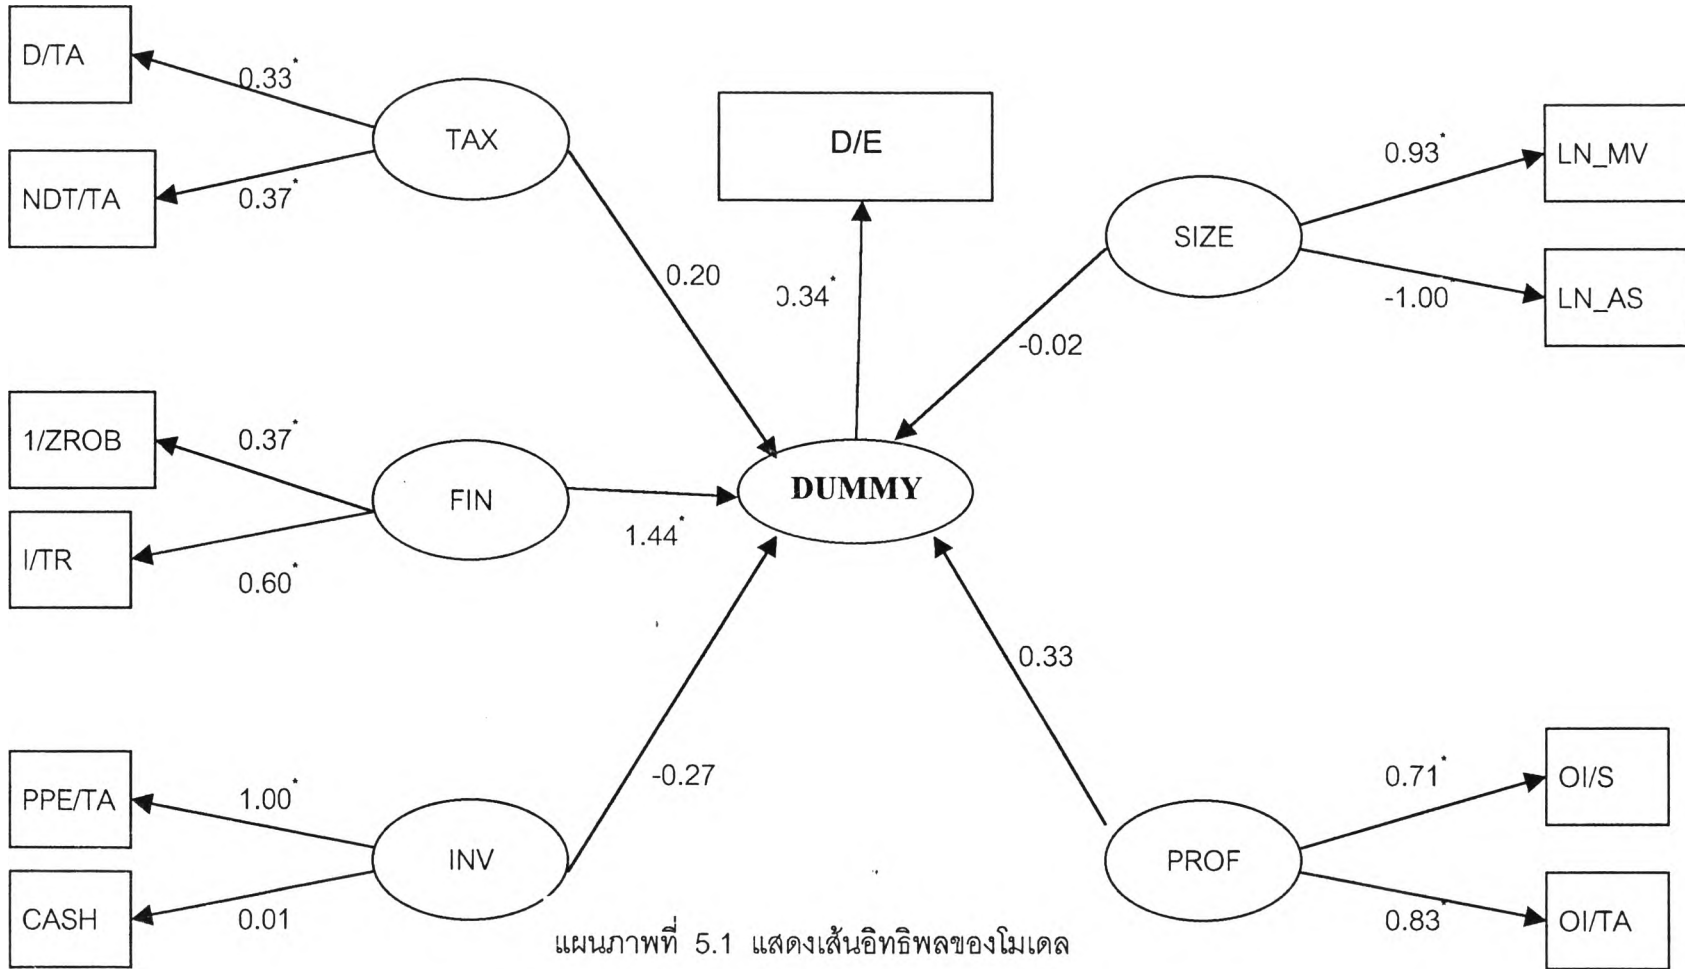 D/TA
0.33*
TAX
D/E
0.93*
LN_MV
NDT/TA
0.37*
SIZE
0.20
0.34*
-1.00*
LN_AS
-0.02
1/ZROB
0.37*
FIN
DUMMY
1.44*
I/TR
0.60*
0.33
-0.27
PPE/TA
1.00*
0.71*
OI/S
INV
PROF
CASH
0.01
0.83*
OI/TA
แผนภาพที่ 5.1 แสดงเส้นอิทธิพลของโมเดล